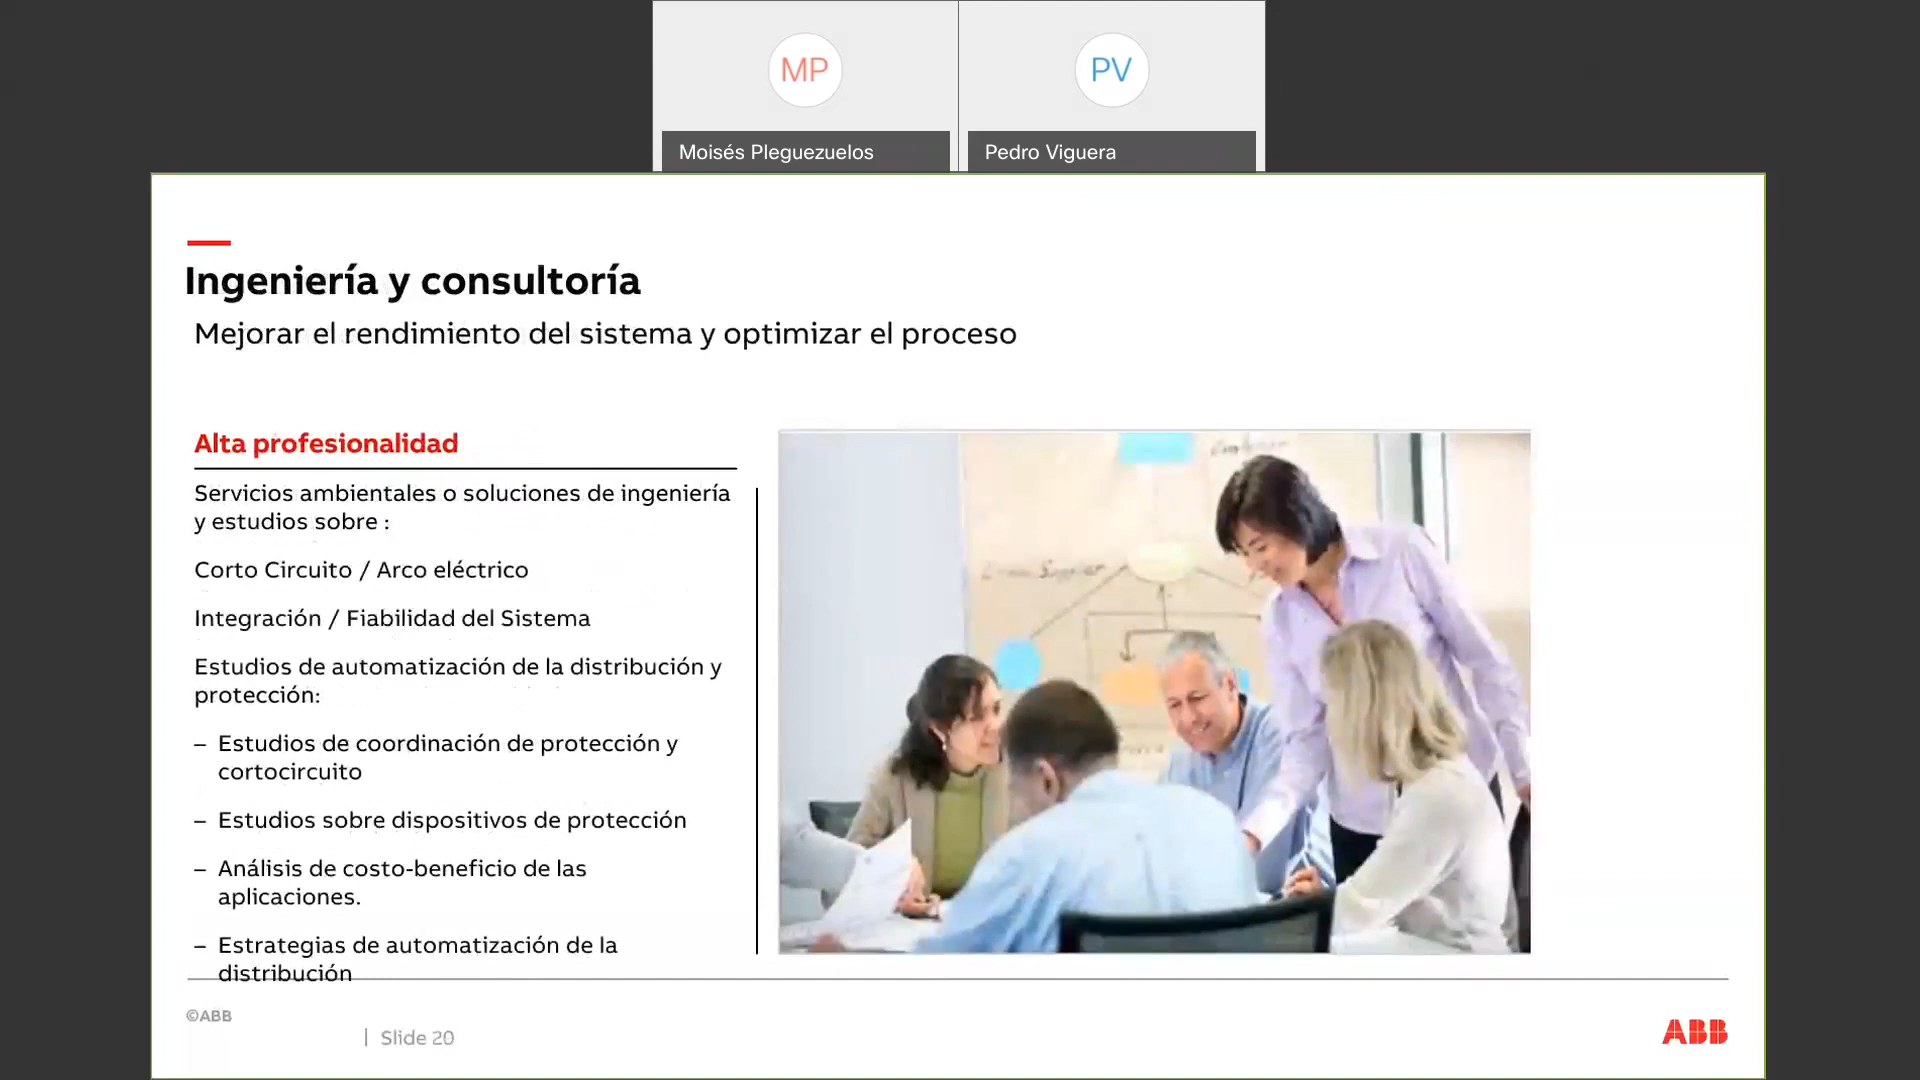 MP
PV
Moisés Pleguezuelos
Pedro Viguera
Ingeniería y consultoría
Mejorar el rendimiento del sistema y optimizar el proceso
Alta profesionalidad
Servicios ambientales o soluciones de ingeniería
y estudios sobre :
Corto Circuito / Arco eléctrico
Integración / Fiabilidad del Sistema
Estudios de automatización de la distribución y
protección:
– Estudios de coordinación de protección y
cortocircuito
– Estudios sobre dispositivos de protección
– Análisis de costo-beneficio de las
aplicaciones.
– Estrategias de automatización de la
distribución
©ABB
| Slide 20
ABB